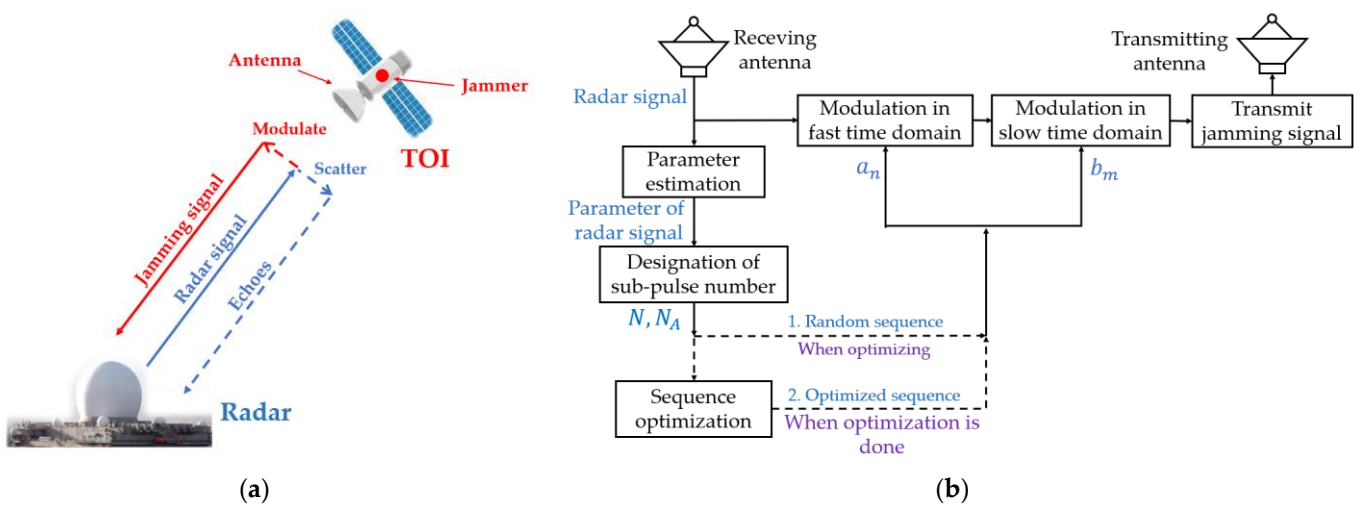 Antenna
Jammer
Modulate
TOI
Scatter
Jamming signal
Radar signal
Echoes
Radar
(a)
Receving
antenna
Transmitting
antenna
Radar signal
Modulation in
fast time domain
Modulation in
slow time domain
Transmit
jamming signal
Parameter
estimation
a_n
b_m
Parameter of
radar signal
Designation of
sub-pulse number
N, N_A
1. Random sequence
When optimizing
Sequence
optimization
2. Optimized sequence
When optimization is
done
(b)